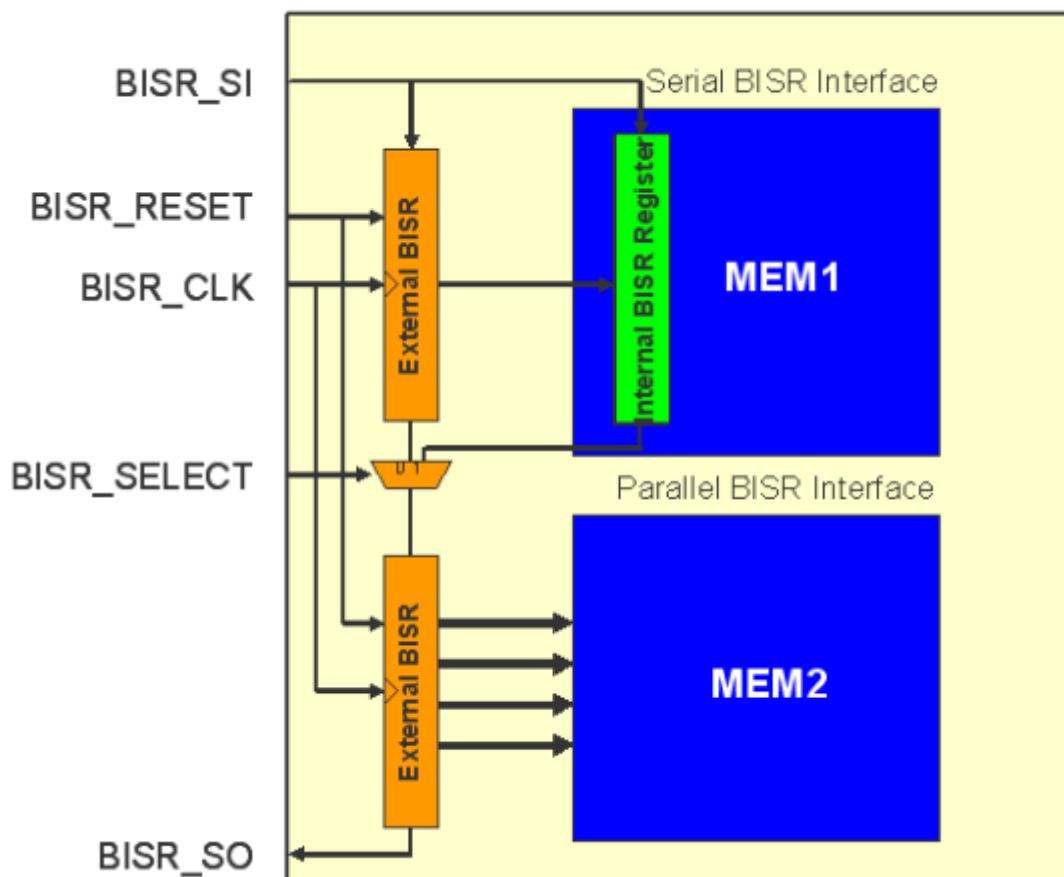 BISR_SI
Serial BISR Interface
BISR_RESET
External BISR
Internal BISR Register
MEM1
BISR_CLK
BISR_SELECT
0 1
Parallel BISR Interface
External BISR
MEM2
BISR_SO